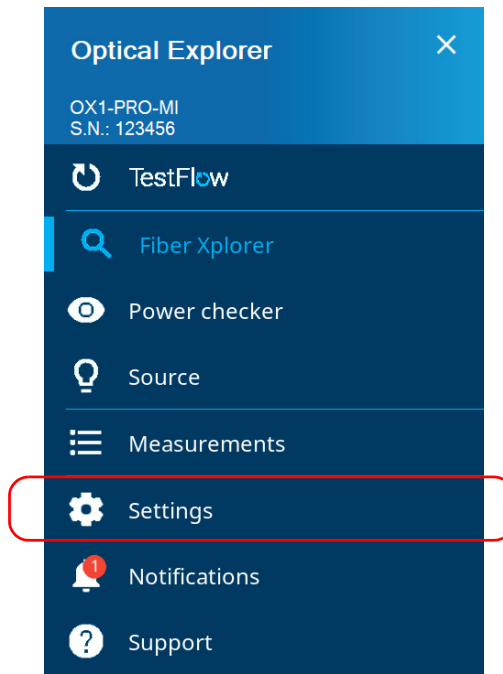 Optical Explorer
OX1-PRO-MI
S.N.: 123456
TestFlow
Fiber Xplorer
Power checker
Source
Measurements
Settings
1
Notifications
Support